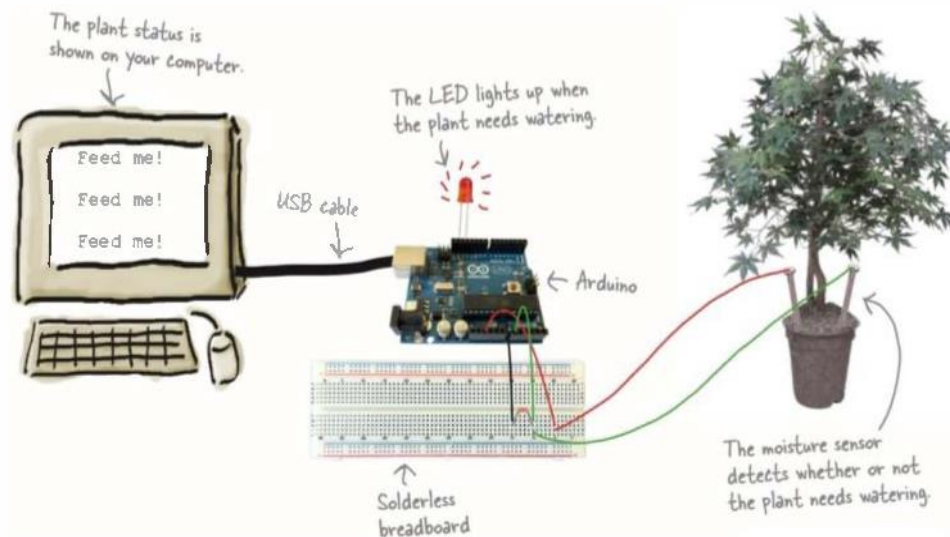 The plant status is
shown on your computer.
Feed me!
Feed me!
Feed me!
USB cable
The LED lights up when
the plant needs watering.
Arduino
Solderless
breadboard
The moisture sensor
detects whether or not
the plant needs watering.